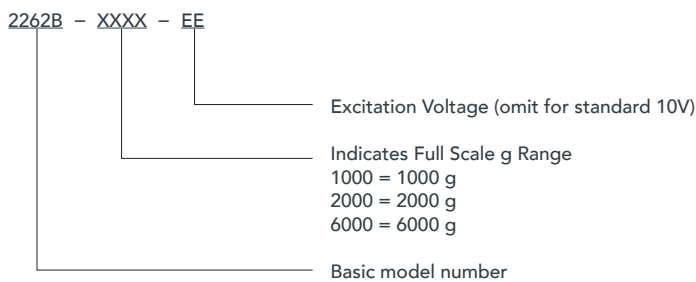 2262B – XXXX – EE
Excitation Voltage (omit for standard 10V)
Indicates Full Scale g Range
1000 = 1000 g
2000 = 2000 g
6000 = 6000 g
Basic model number